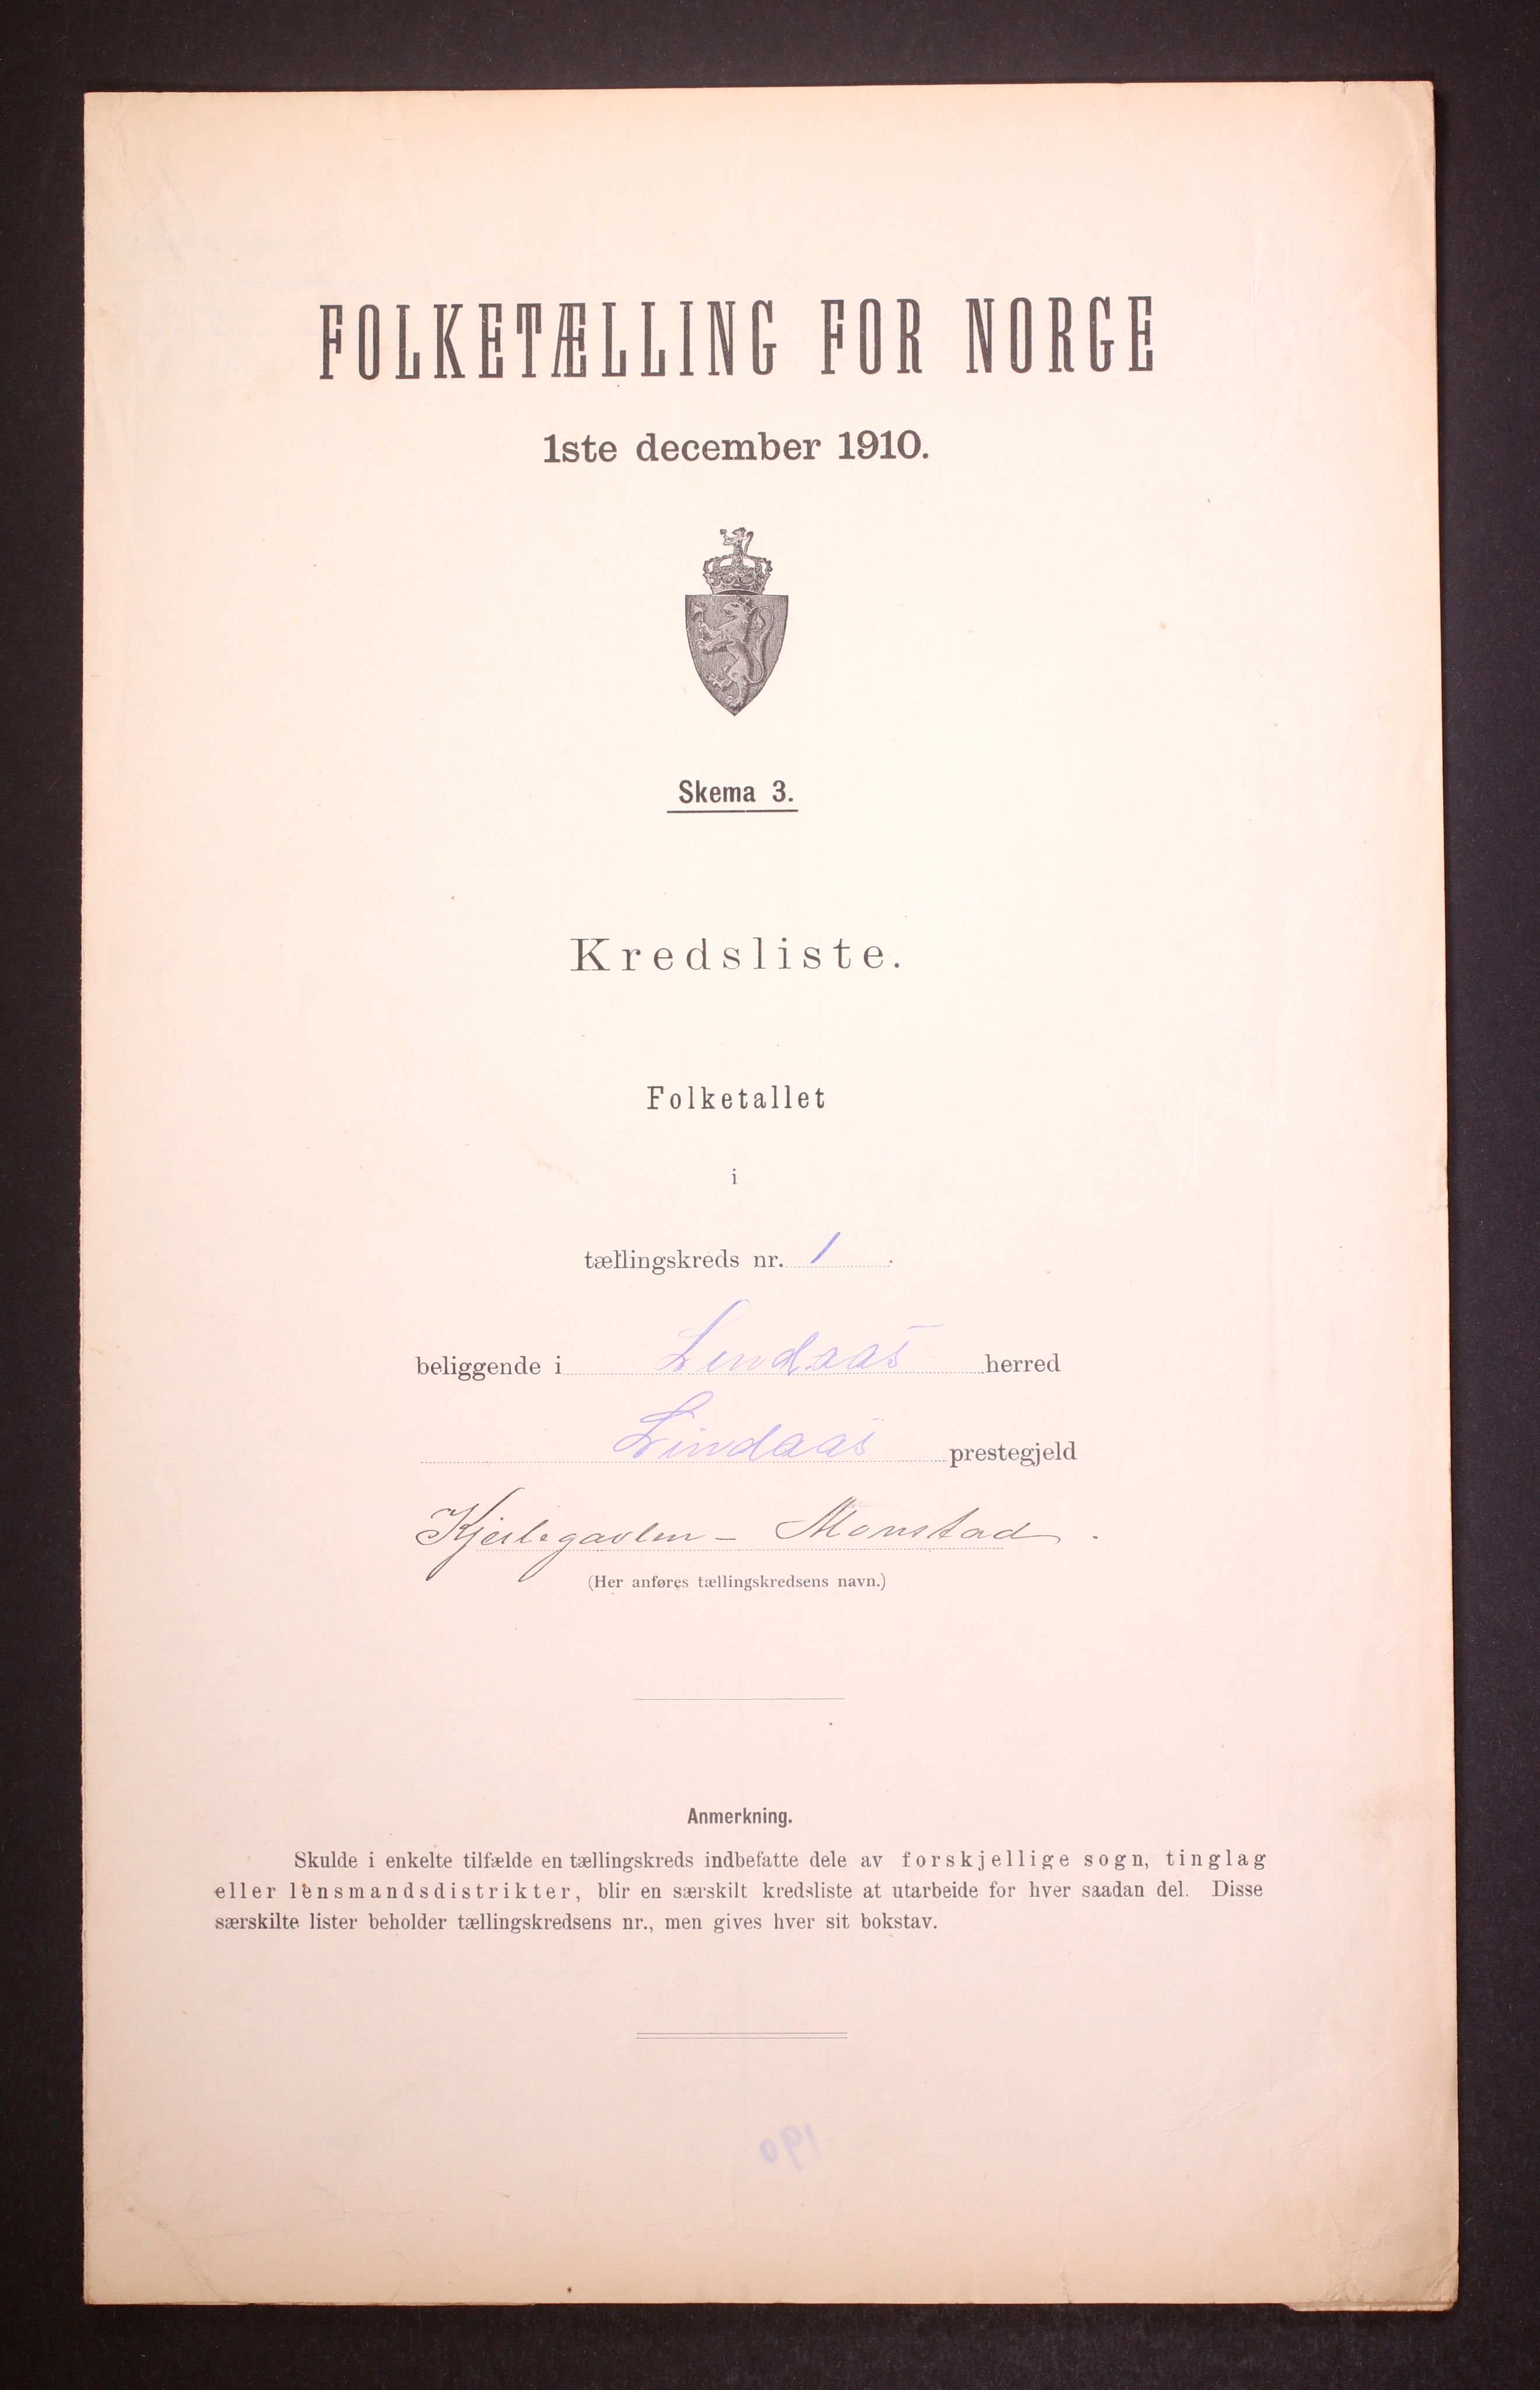 FOLKETÆLLING FOR NORGE
1ste december 1910.
Skema 3.
Kredsliste.
Folketallet
i
tællingskreds nr. 1.
beliggende i Lindaas herred
Lindaas prestegjeld
Kjeilegavlen - Monstad.
(Her anføres tællingskredsens navn.)
Anmerkning.
Skulde i enkelte tilfælde en tællingskreds indbefatte dele av forskjellige sogn, tinglag
eller lensmandsdistrikter, blir en særskilt kredsliste at utarbeide for hver saadan del. Disse
særskilte lister beholder tællingskredsens nr., men gives hver sit bokstav.
190